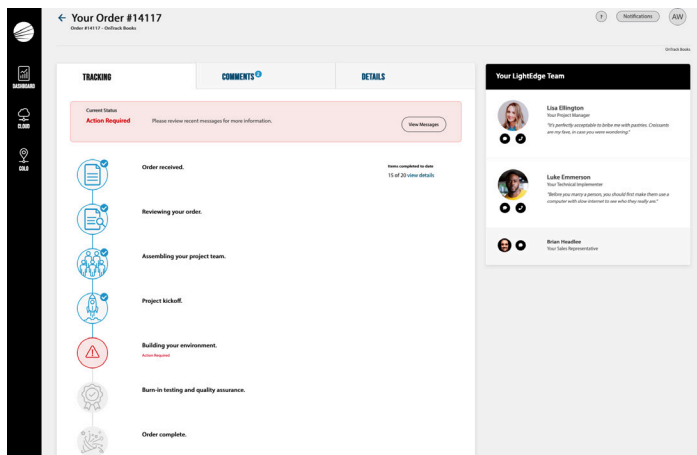 ← Your Order #14117
Order #14117 - OnTrack Books
?
Notifications
AW
OnTrack Books
DASHBOARD
CLOUD
COLO
TRACKING
COMMENTS 2
DETAILS
Current Status
Action Required
Please review recent messages for more information.
View Messages
Order received.
Items completed to date
15 of 20 view details
Reviewing your order.
Assembling your project team.
Project kickoff.
Building your environment.
Action Required.
Burn-in testing and quality assurance.
Order complete.
Your LightEdge Team
Lisa Ellington
Your Project Manager
"It's perfectly acceptable to bribe me with pastries. Croissants
are my fave, in case you were wondering."
Luke Emmerson
Your Technical Implementer
"Before you marry a person, you should first make them use a
computer with slow internet to see who they really are."
Brian Headlee
Your Sales Representative